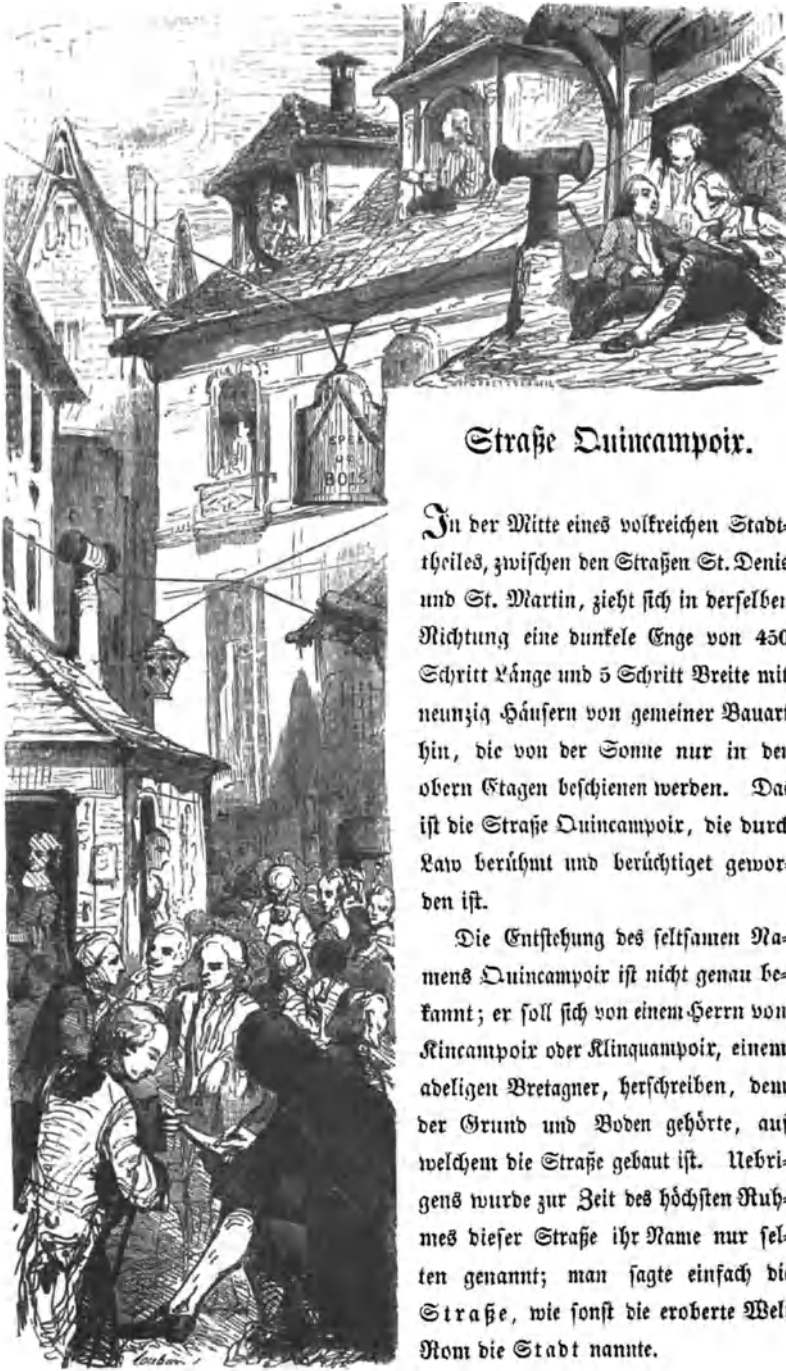 BOIS
Straße Quincampoix.
In der Mitte eines volkreichen Stadt-
theiles, zwischen den Straßen St. Denis
und St. Martin, zieht sich in derselben
Richtung eine dunkele Enge von 450
Schritt Länge und 5 Schritt Breite mit
neunzig Häusern von gemeiner Bauart
hin, die von der Sonne nur in den
obern Etagen beschienen werden. Das
ist die Straße Quincampoix, die durch
Law berühmt und berüchtiget gewor-
den ist.
Die Entstehung des seltsamen Na-
mens Quincampoix ist nicht genau be-
kannt; er soll sich von einem Herrn von
Kincampoix oder Klinquampoix, einem
adeligen Bretagner, herschreiben, dem
der Grund und Boden gehörte, auf
welchem die Straße gebaut ist. Uebri-
gens wurde zur Zeit des höchsten Ruh-
mes dieser Straße ihr Name nur sel-
ten genannt; man sagte einfach die
Straße, wie sonst die eroberte Welt
Rom die Stadt nannte.